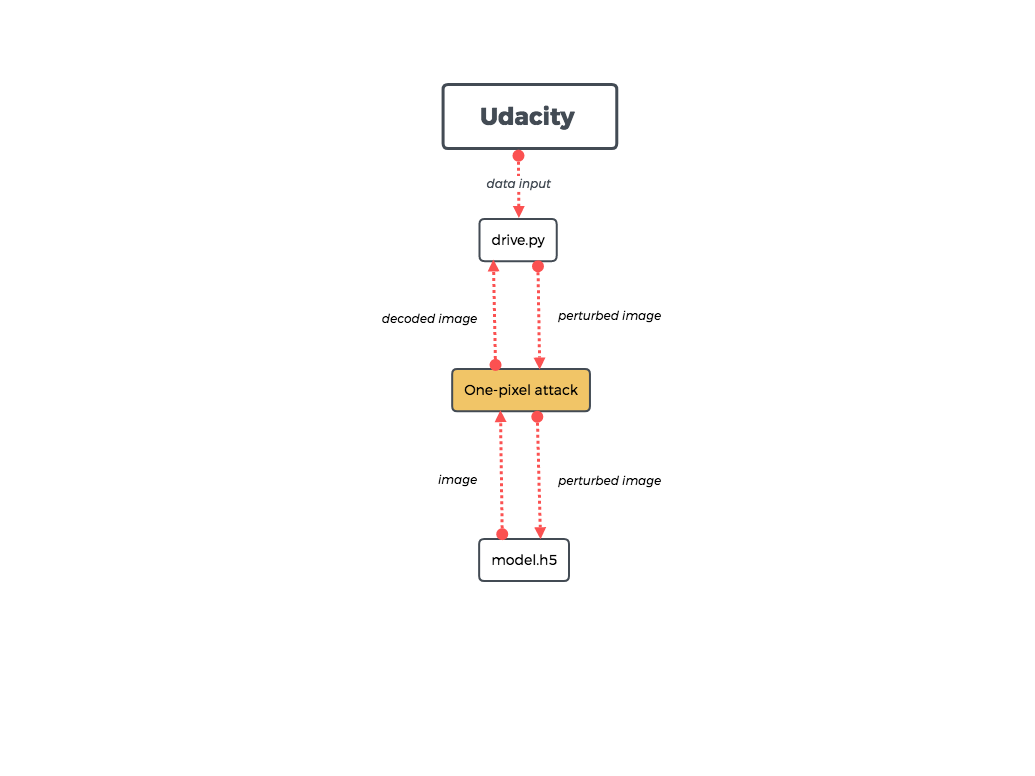 Udacity
data input
drive.py
decoded image
perturbed image
One-pixel attack
image
perturbed image
model.h5